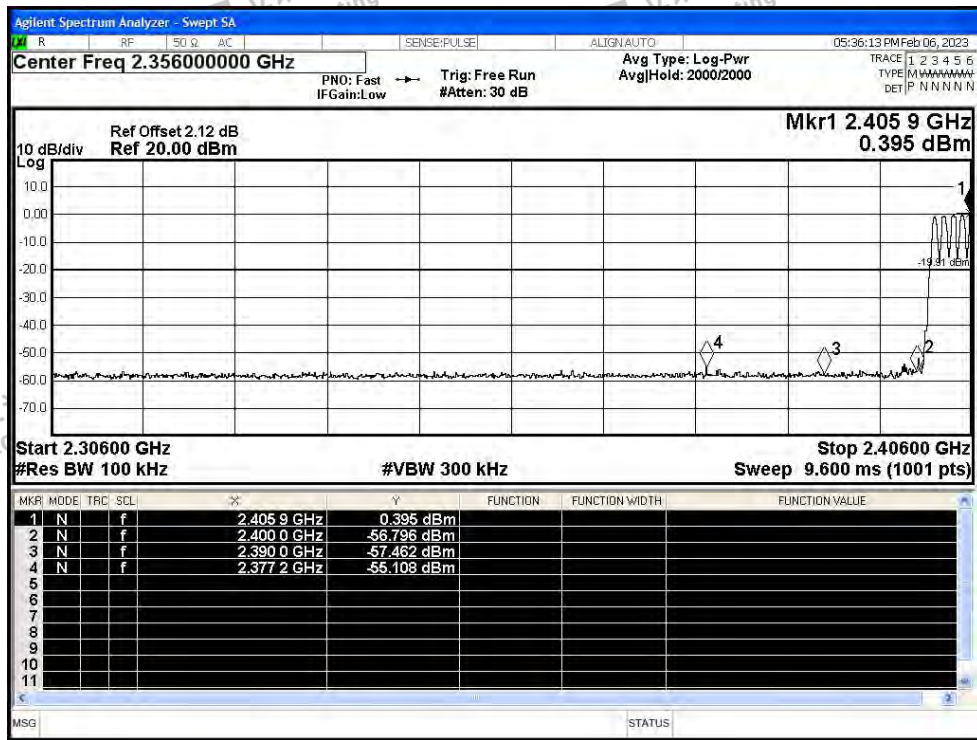 Agilent Spectrum Analyzer - Swept SA
R RF 50 Ω AC SENSE:PULSE ALIGNAUTO 05:36:13 PM Feb 06, 2023
Center Freq 2.356000000 GHz
PNO: Fast
IFGain:Low
Trig: Free Run
#Atten: 30 dB
Avg Type: Log-Pwr
Avg|Hold: 2000/2000
TRACE 1 2 3 4 5 6
TYPE M WWWWW
DET P N N N N N
Mkr1 2.405 9 GHz
0.395 dBm
Ref Offset 2.12 dB
10 dB/div Ref 20.00 dBm
Log
10.0
0.00
-10.0
-20.0
-30.0
-40.0
-50.0
-60.0
-70.0
1
-19.91 dBm
4
3
2
Start 2.30600 GHz Stop 2.40600 GHz
#Res BW 100 kHz #VBW 300 kHz Sweep 9.600 ms (1001 pts)
MKR MODE TRC SCL X Y FUNCTION FUNCTION WIDTH FUNCTION VALUE
1 N f 2.405 9 GHz 0.395 dBm
2 N f 2.400 0 GHz -56.796 dBm
3 N f 2.390 0 GHz -57.462 dBm
4 N f 2.377 2 GHz -55.108 dBm
5
6
7
8
9
10
11
MSG STATUS